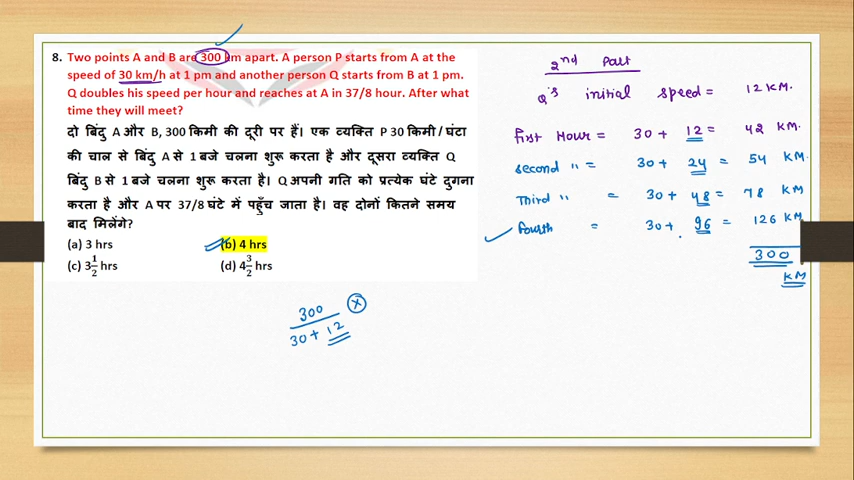 8. Two points A and B are 300 km apart. A person P starts from A at the
speed of 30 km/h at 1 pm and another person Q starts from B at 1 pm.
Q doubles his speed per hour and reaches at A in 37/8 hour. After what
time they will meet?
दो बिंदु A और B, 300 किमी की दूरी पर हैं। एक व्यक्ति P 30 किमी/घंटा
की चाल से बिंदु A से 1 बजे चलना शुरू करता है और दूसरा व्यक्ति Q
बिंदु B से 1 बजे चलना शुरू करता है। Q अपनी गति को प्रत्येक घंटे दुगना
करता है और A पर 37/8 घंटे में पहुँच जाता है। वह दोनों कितने समय
बाद मिलेंगे?
(a) 3 hrs (b) 4 hrs
(c) 3 1/2 hrs (d) 4 3/2 hrs
300
30 + 12
x
2nd Part
Q's initial speed = 12 KM.
first Hour = 30 + 12 = 42 KM.
second " = 30 + 24 = 54 KM.
Third " = 30 + 48 = 78 KM
fourth = 30 + 96 = 126 KM
300
KM